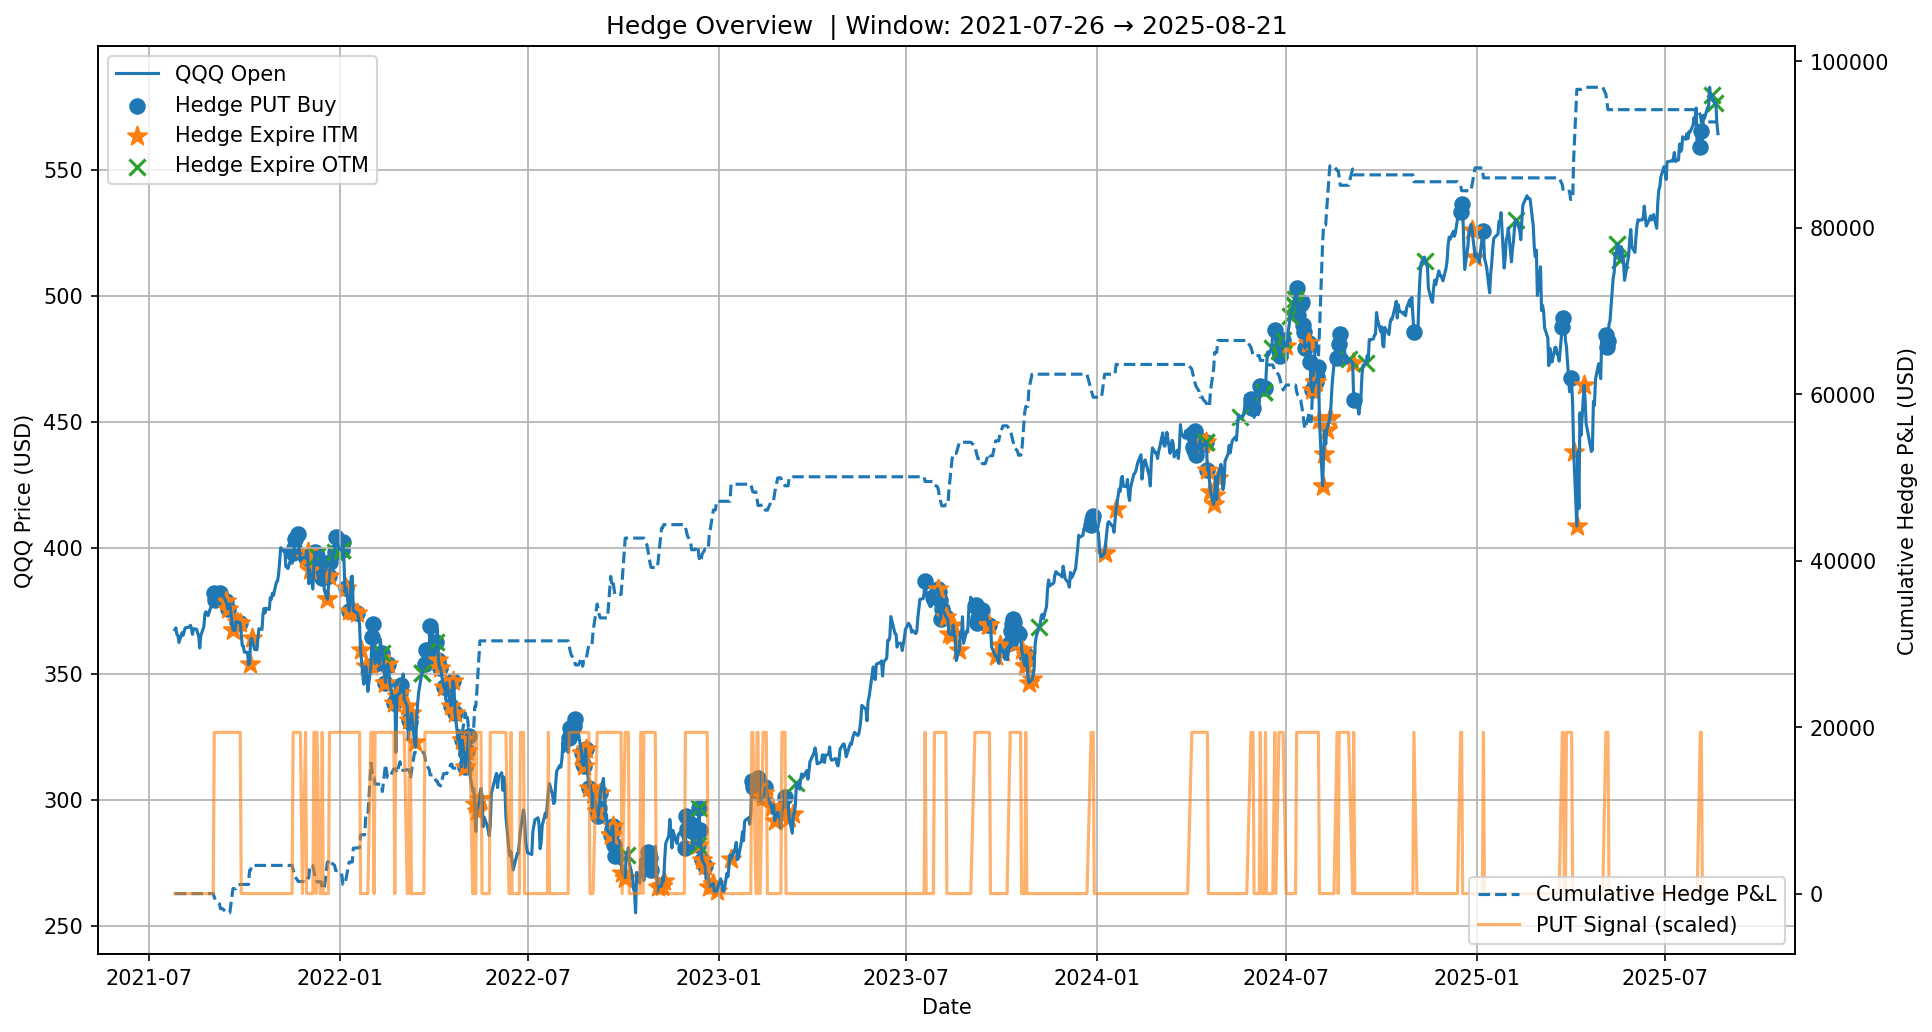 Hedge Overview | Window: 2021-07-26 → 2025-08-21
QQQ Open
Hedge PUT Buy
Hedge Expire ITM
Hedge Expire OTM
QQQ Price (USD)
550
500
450
400
350
300
250
100000
80000
60000
40000
20000
0
Cumulative Hedge P&L (USD)
Cumulative Hedge P&L
PUT Signal (scaled)
2021-07
2022-01
2022-07
2023-01
2023-07
2024-01
2024-07
2025-01
2025-07
Date